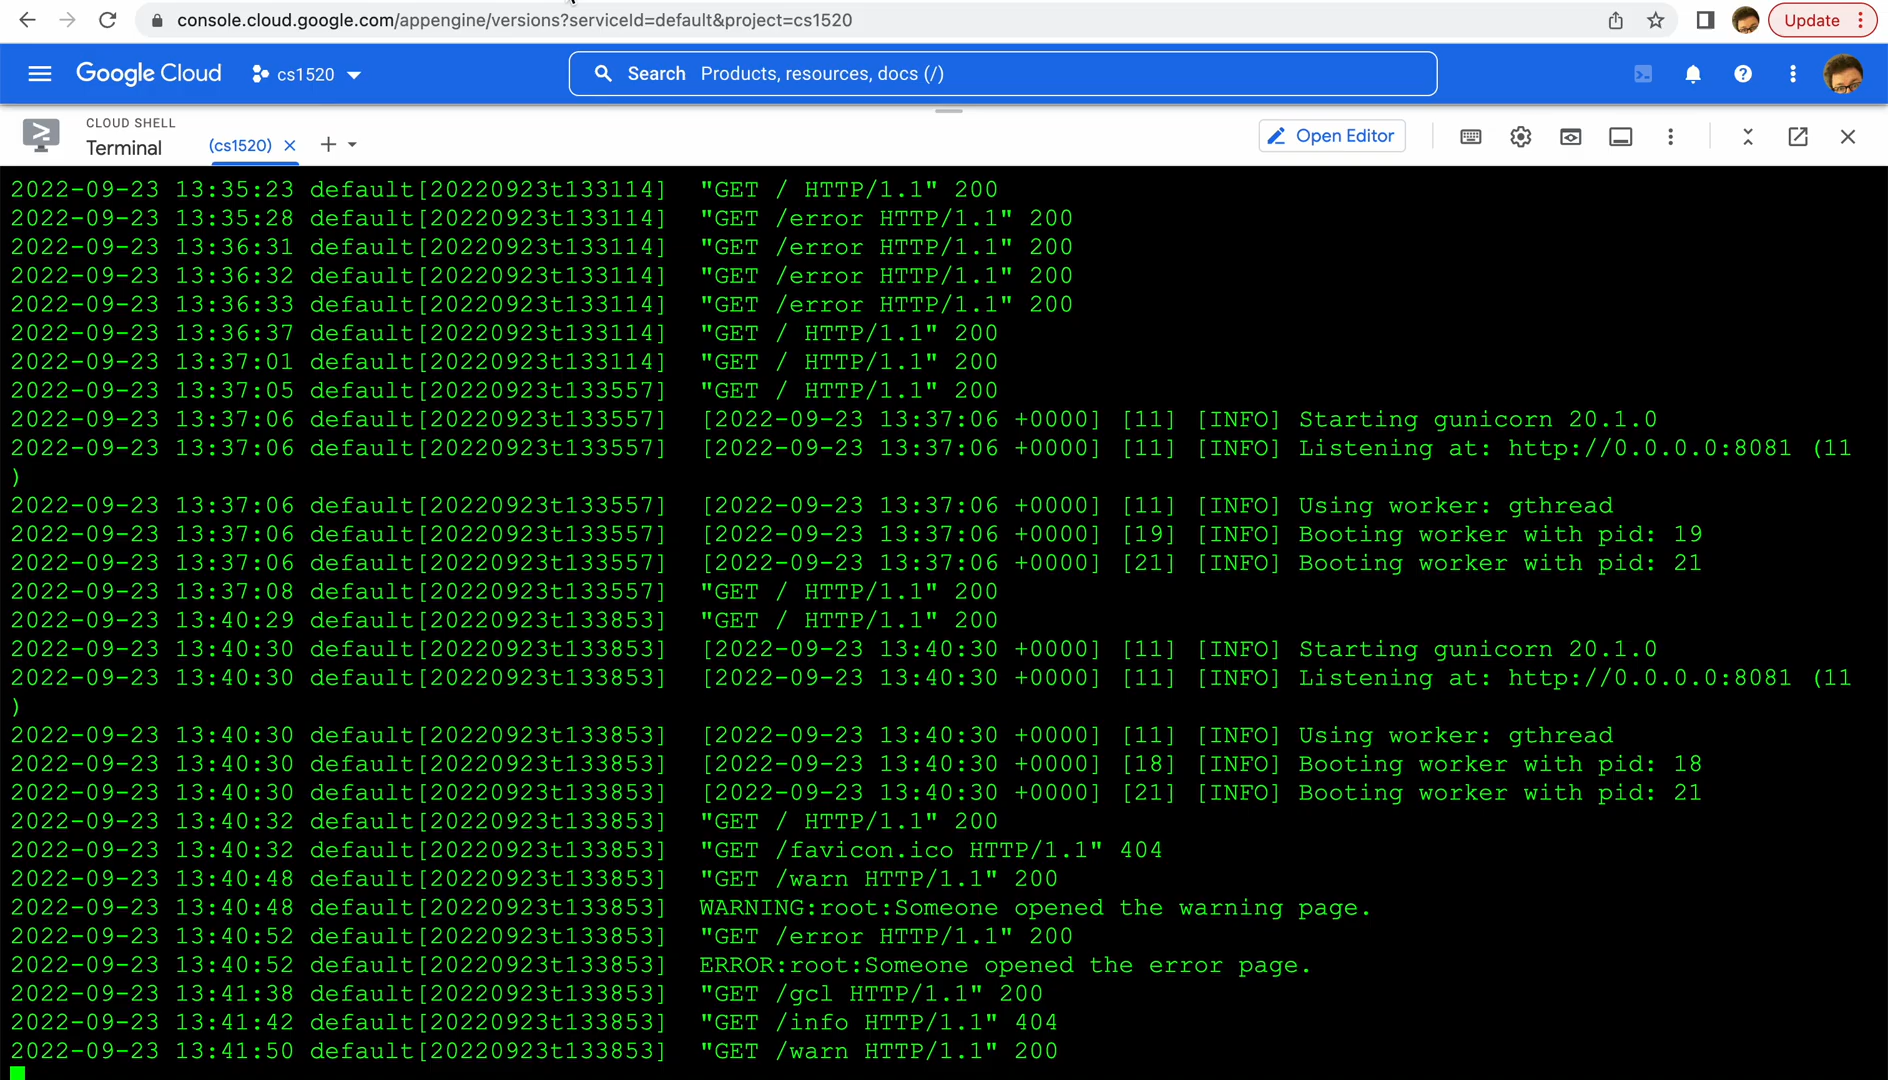 console.cloud.google.com/appengine/versions?serviceId=default&project=cs1520
Update
Google Cloud
cs1520
Search Products, resources, docs (/)
CLOUD SHELL
Terminal
(cs1520)
Open Editor
2022-09-23 13:35:23 default[20220923t133114] "GET / HTTP/1.1" 200
2022-09-23 13:35:28 default[20220923t133114] "GET /error HTTP/1.1" 200
2022-09-23 13:36:31 default[20220923t133114] "GET /error HTTP/1.1" 200
2022-09-23 13:36:32 default[20220923t133114] "GET /error HTTP/1.1" 200
2022-09-23 13:36:33 default[20220923t133114] "GET /error HTTP/1.1" 200
2022-09-23 13:36:37 default[20220923t133114] "GET / HTTP/1.1" 200
2022-09-23 13:37:01 default[20220923t133114] "GET / HTTP/1.1" 200
2022-09-23 13:37:05 default[20220923t133557] "GET / HTTP/1.1" 200
2022-09-23 13:37:06 default[20220923t133557] [2022-09-23 13:37:06 +0000] [11] [INFO] Starting gunicorn 20.1.0
2022-09-23 13:37:06 default[20220923t133557] [2022-09-23 13:37:06 +0000] [11] [INFO] Listening at: http://0.0.0.0:8081 (11
)
2022-09-23 13:37:06 default[20220923t133557] [2022-09-23 13:37:06 +0000] [11] [INFO] Using worker: gthread
2022-09-23 13:37:06 default[20220923t133557] [2022-09-23 13:37:06 +0000] [19] [INFO] Booting worker with pid: 19
2022-09-23 13:37:06 default[20220923t133557] [2022-09-23 13:37:06 +0000] [21] [INFO] Booting worker with pid: 21
2022-09-23 13:37:08 default[20220923t133557] "GET / HTTP/1.1" 200
2022-09-23 13:40:29 default[20220923t133853] "GET / HTTP/1.1" 200
2022-09-23 13:40:30 default[20220923t133853] [2022-09-23 13:40:30 +0000] [11] [INFO] Starting gunicorn 20.1.0
2022-09-23 13:40:30 default[20220923t133853] [2022-09-23 13:40:30 +0000] [11] [INFO] Listening at: http://0.0.0.0:8081 (11
)
2022-09-23 13:40:30 default[20220923t133853] [2022-09-23 13:40:30 +0000] [11] [INFO] Using worker: gthread
2022-09-23 13:40:30 default[20220923t133853] [2022-09-23 13:40:30 +0000] [18] [INFO] Booting worker with pid: 18
2022-09-23 13:40:30 default[20220923t133853] [2022-09-23 13:40:30 +0000] [21] [INFO] Booting worker with pid: 21
2022-09-23 13:40:32 default[20220923t133853] "GET / HTTP/1.1" 200
2022-09-23 13:40:32 default[20220923t133853] "GET /favicon.ico HTTP/1.1" 404
2022-09-23 13:40:48 default[20220923t133853] "GET /warn HTTP/1.1" 200
2022-09-23 13:40:48 default[20220923t133853] WARNING:root:Someone opened the warning page.
2022-09-23 13:40:52 default[20220923t133853] "GET /error HTTP/1.1" 200
2022-09-23 13:40:52 default[20220923t133853] ERROR:root:Someone opened the error page.
2022-09-23 13:41:38 default[20220923t133853] "GET /gcl HTTP/1.1" 200
2022-09-23 13:41:42 default[20220923t133853] "GET /info HTTP/1.1" 404
2022-09-23 13:41:50 default[20220923t133853] "GET /warn HTTP/1.1" 200